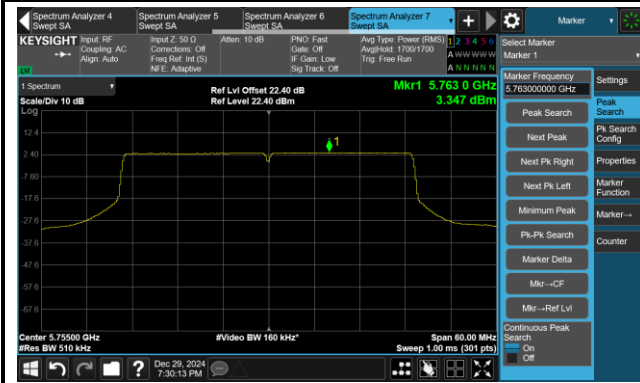 Spectrum Analyzer 4
Swept SA
Spectrum Analyzer 5
Swept SA
Spectrum Analyzer 6
Swept SA
Spectrum Analyzer 7
Swept SA
Marker
KEYSIGHT
Input: RF
Coupling: AC
Align: Auto
Input Z: 50 Ω
Corrections: Off
Freq Ref: Int (S)
NFE: Adaptive
Atten: 10 dB
PNO: Fast
Gate: Off
IF Gain: Low
Sig Track: Off
Avg Type: Power (RMS)
Avg|Hold: 1700/1700
Trig: Free Run
1 2 3 4 5 6
A W W W W W
A N N N N N
Select Marker
Marker 1
1 Spectrum
Scale/Div 10 dB
Log
Ref Lvl Offset 22.40 dB
Ref Level 22.40 dBm
Mkr1 5.763 0 GHz
3.347 dBm
12.4
2.40
-7.60
-17.6
-27.6
-37.6
-47.6
-57.6
-67.6
1
Center 5.75500 GHz
#Res BW 510 kHz
#Video BW 160 kHz*
Span 60.00 MHz
Sweep 1.00 ms (301 pts)
Marker Frequency
5.763000000 GHz
Peak Search
Next Peak
Next Pk Right
Next Pk Left
Minimum Peak
Pk-Pk Search
Marker Delta
Mkr→CF
Mkr→Ref Lvl
Continuous Peak
Search
On
Off
Settings
Peak
Search
Pk Search
Config
Properties
Marker
Function
Marker→
Counter
Dec 29, 2024
7:30:13 PM